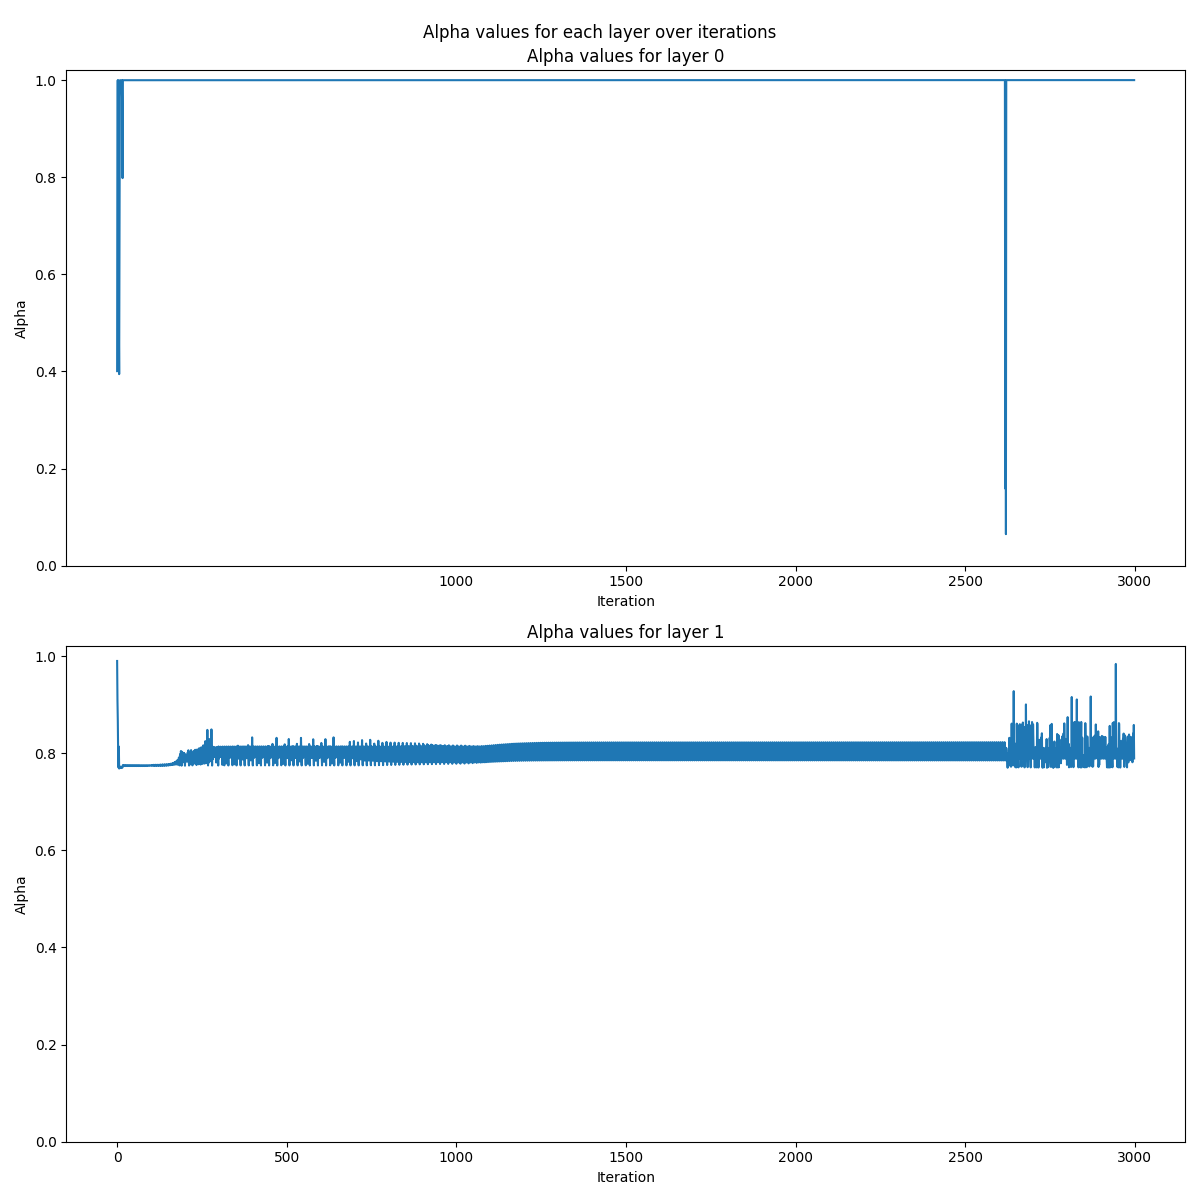 Alpha values for each layer over iterations
Alpha values for layer 0
1.0
0.8
0.6
0.4
0.2
0.0
Alpha
1000 1500 2000 2500 3000
Iteration
Alpha values for layer 1
1.0
0.8
0.6
0.4
0.2
0.0
Alpha
0 500 1000 1500 2000 2500 3000
Iteration